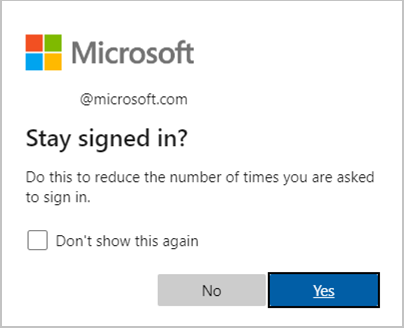 Microsoft
@microsoft.com
Stay signed in?
Do this to reduce the number of times you are asked
to sign in.
Don't show this again
No
Yes